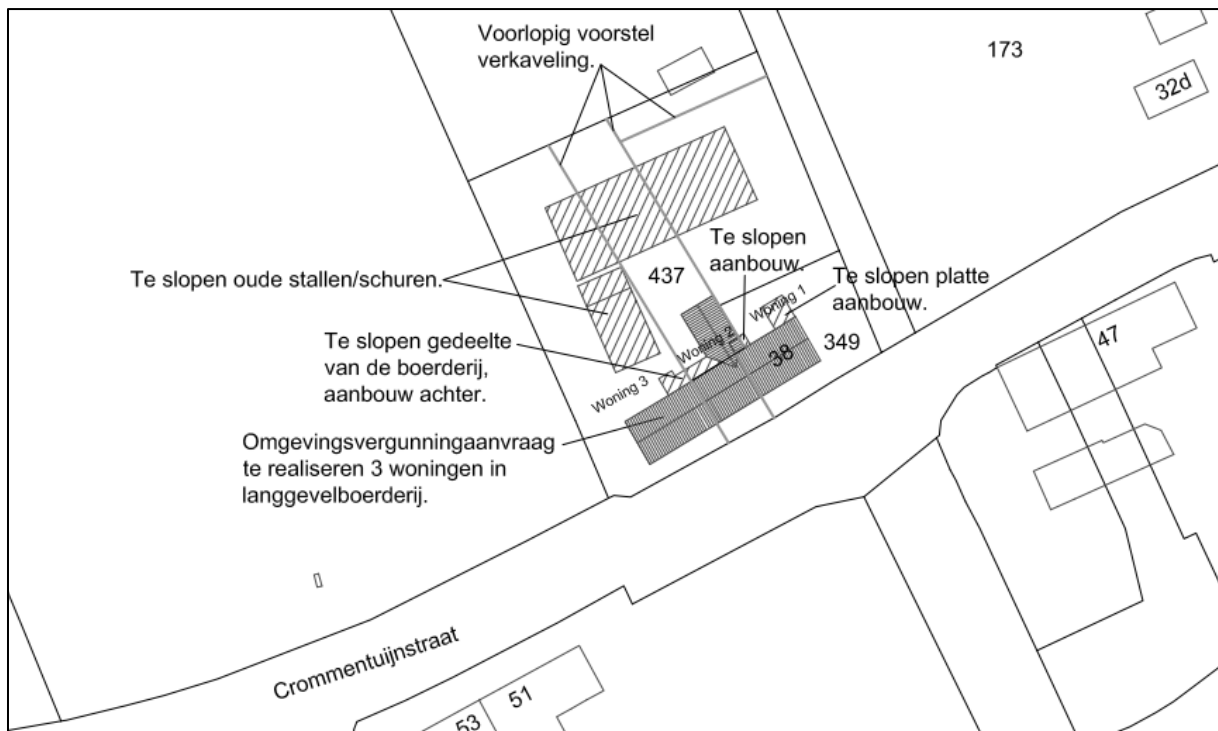 Voorlopig voorstel
verkaveling.
173
32d
Te slopen
aanbouw.
Te slopen oude stallen/schuren.
437
Te slopen platte
aanbouw.
Woning 1
Te slopen gedeelte
van de boerderij,
aanbouw achter.
Woning 2
38
349
47
Woning 3
Omgevingsvergunningaanvraag
te realiseren 3 woningen in
langgevelboerderij.
Crommentuijnstraat
51
53